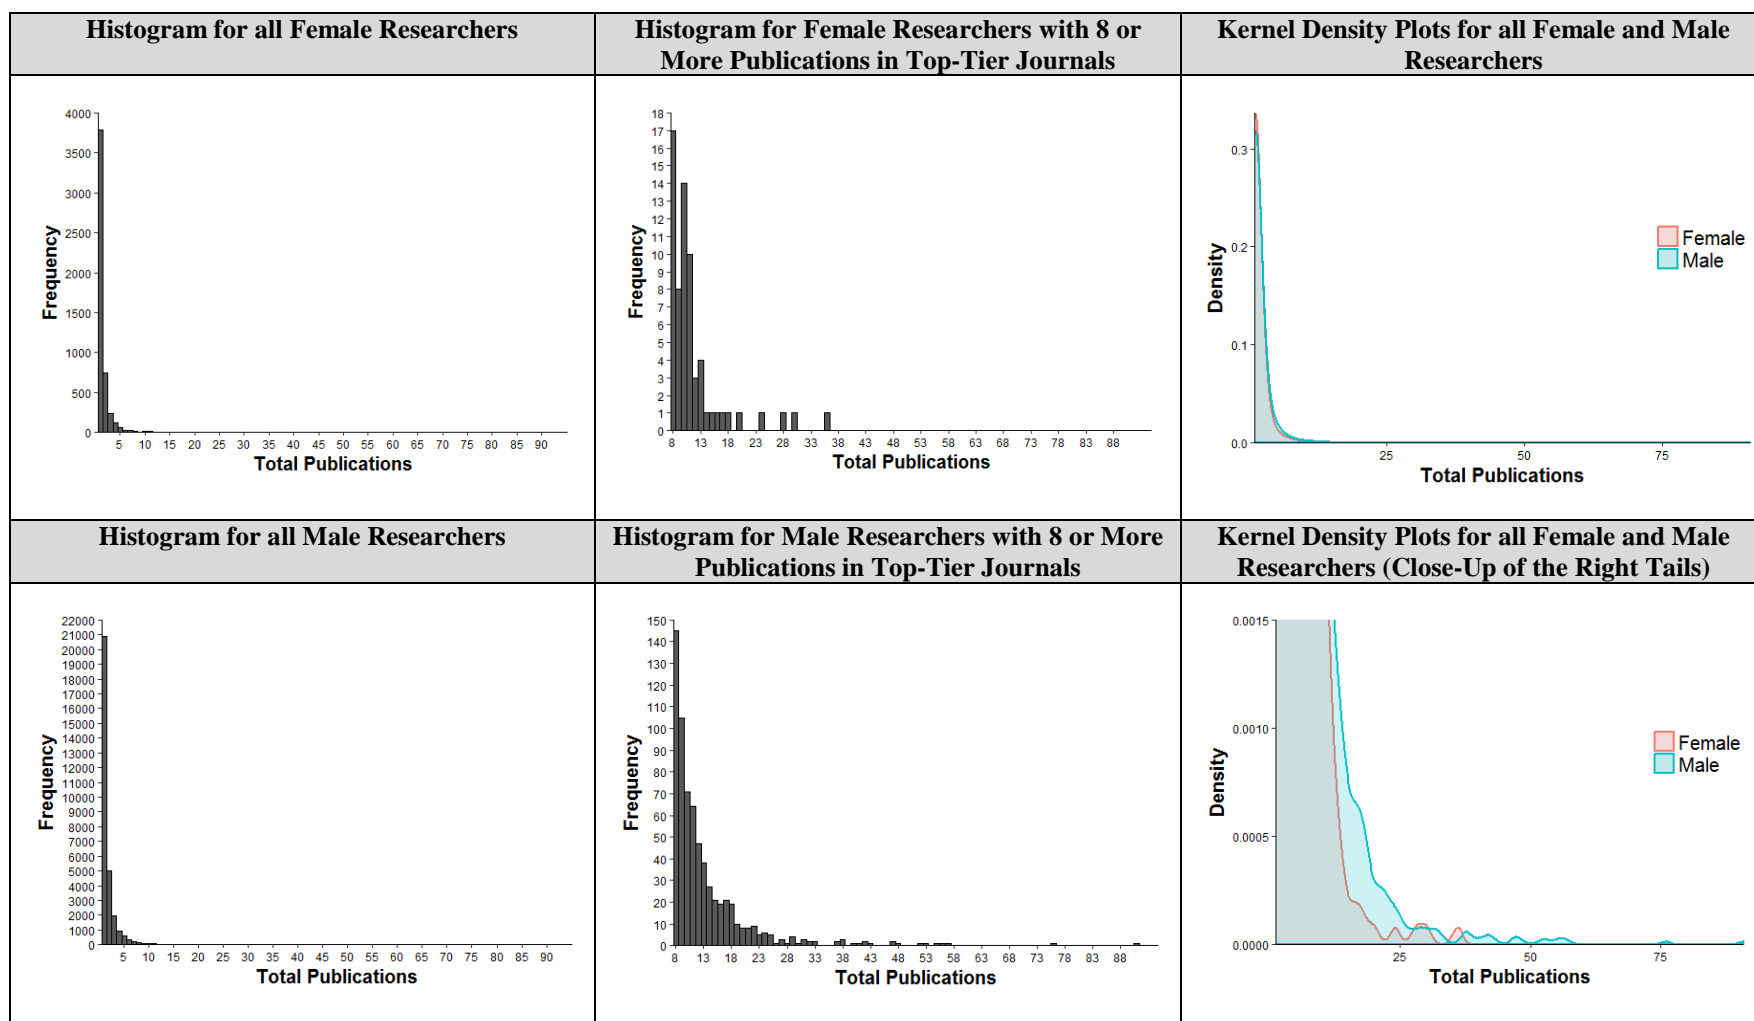 Histogram for all Female Researchers
Histogram for Female Researchers with 8 or
More Publications in Top-Tier Journals
Kernel Density Plots for all Female and Male
Researchers
4000
3500
3000
2500
2000
1500
1000
500
0
Frequency
5 10 15 20 25 30 35 40 45 50 55 60 65 70 75 80 85 90
Total Publications
18
17
16
15
14
13
12
11
10
9
8
7
6
5
4
3
2
1
0
Frequency
8 13 18 23 28 33 38 43 48 53 58 63 68 73 78 83 88
Total Publications
0.3
0.2
0.1
0.0
Density
25 50 75
Total Publications
Female
Male
Histogram for all Male Researchers
Histogram for Male Researchers with 8 or More
Publications in Top-Tier Journals
Kernel Density Plots for all Female and Male
Researchers (Close-Up of the Right Tails)
22000
21000
20000
19000
18000
17000
16000
15000
14000
13000
12000
11000
10000
9000
8000
7000
6000
5000
4000
3000
2000
1000
0
Frequency
5 10 15 20 25 30 35 40 45 50 55 60 65 70 75 80 85 90
Total Publications
150
140
130
120
110
100
90
80
70
60
50
40
30
20
10
0
Frequency
8 13 18 23 28 33 38 43 48 53 58 63 68 73 78 83 88
Total Publications
0.0015
0.0010
0.0005
0.0000
Density
25 50 75
Total Publications
Female
Male